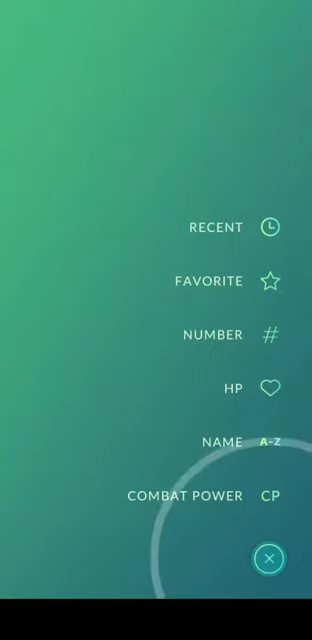 RECENT
FAVORITE
NUMBER #
HP
NAME A-Z
COMBAT POWER CP